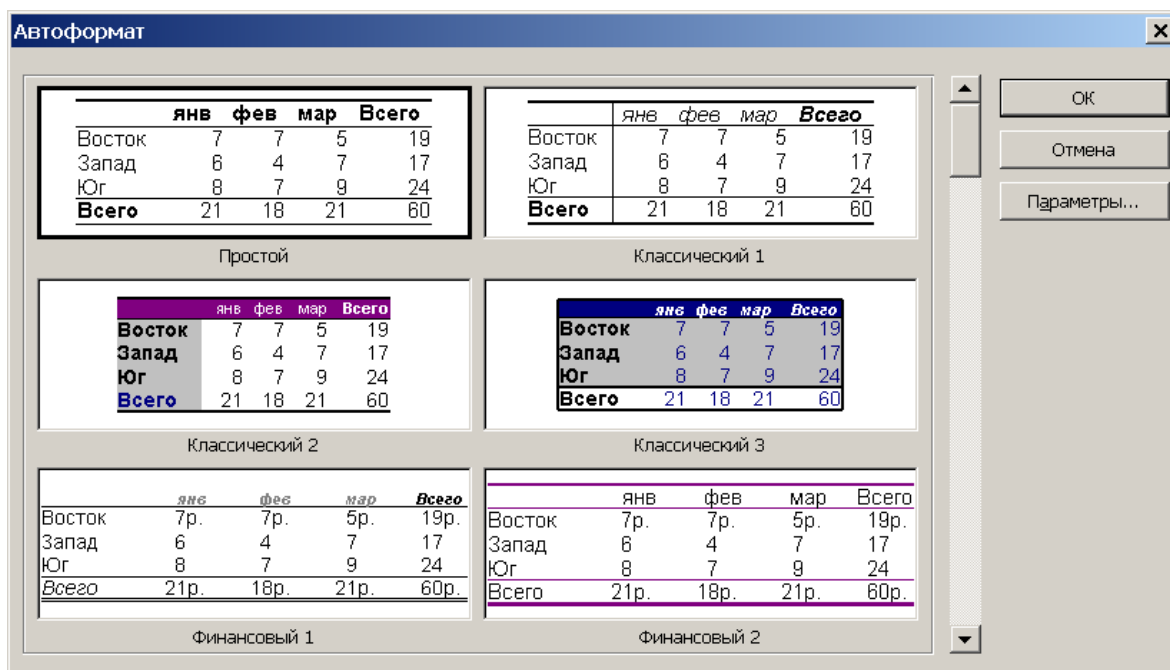 Автоформат
янв фев мар Всего
Восток 7 7 5 19
Запад 6 4 7 17
Юг 8 7 9 24
Всего 21 18 21 60
Простой
янв фев мар Всего
Восток 7 7 5 19
Запад 6 4 7 17
Юг 8 7 9 24
Всего 21 18 21 60
Классический 1
янв фев мар Всего
Восток 7 7 5 19
Запад 6 4 7 17
Юг 8 7 9 24
Всего 21 18 21 60
Классический 2
янв фев мар Всего
Восток 7 7 5 19
Запад 6 4 7 17
Юг 8 7 9 24
Всего 21 18 21 60
Классический 3
янв фев мар Всего
Восток 7р. 7р. 5р. 19р.
Запад 6 4 7 17
Юг 8 7 9 24
Всего 21р. 18р. 21р. 60р.
Финансовый 1
янв фев мар Всего
Восток 7р. 7р. 5р. 19р.
Запад 6 4 7 17
Юг 8 7 9 24
Всего 21р. 18р. 21р. 60р.
Финансовый 2
ОК
Отмена
Параметры...